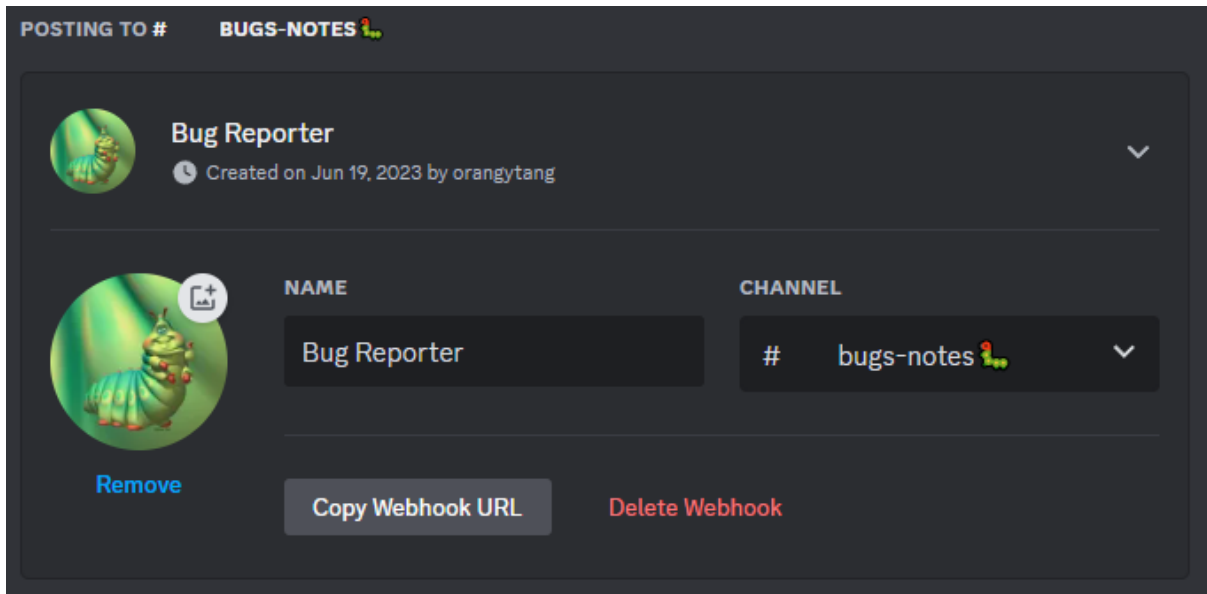 POSTING TO # BUGS-NOTES🐛
Bug Reporter
Created on Jun 19, 2023 by orangytang
NAME
CHANNEL
Bug Reporter
# bugs-notes🐛
Remove
Copy Webhook URL
Delete Webhook